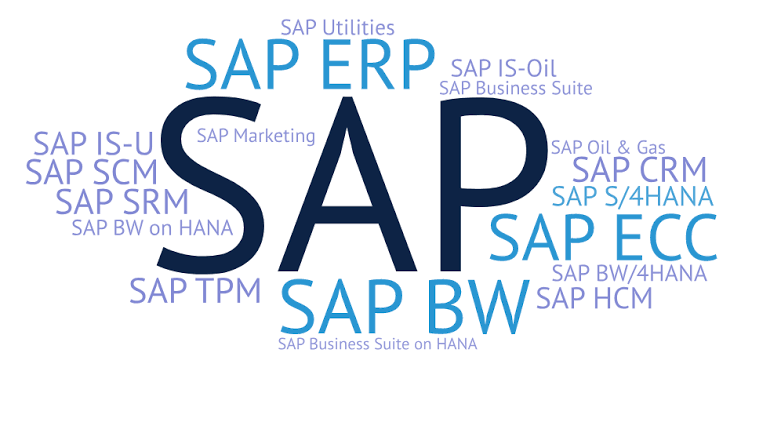 SAP Utilities
SAP ERP
SAP IS-Oil
SAP Business Suite
SAP
SAP Marketing
SAP IS-U
SAP Oil & Gas
SAP SCM
SAP CRM
SAP SRM
SAP S/4HANA
SAP BW on HANA
SAP ECC
SAP BW/4HANA
SAP TPM
SAP BW
SAP HCM
SAP Business Suite on HANA